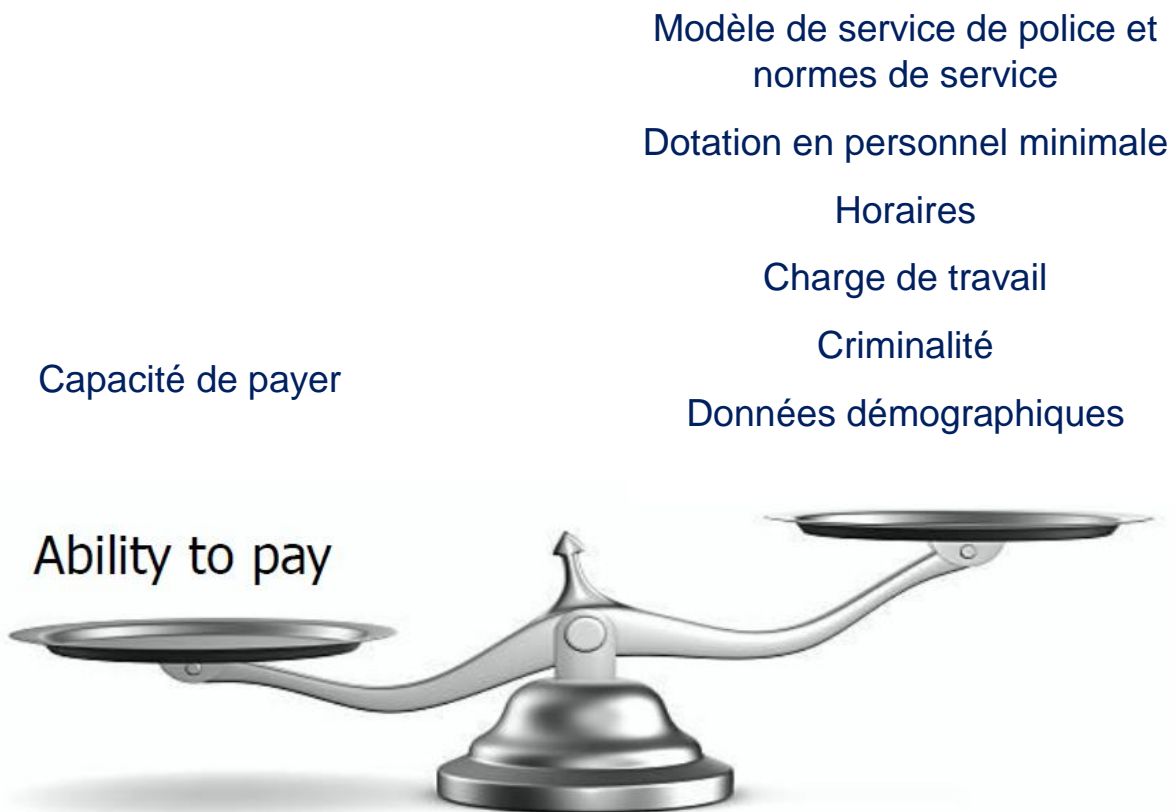 Modèle de service de police et
normes de service
Dotation en personnel minimale
Horaires
Charge de travail
Criminalité
Capacité de payer
Données démographiques
Ability to pay